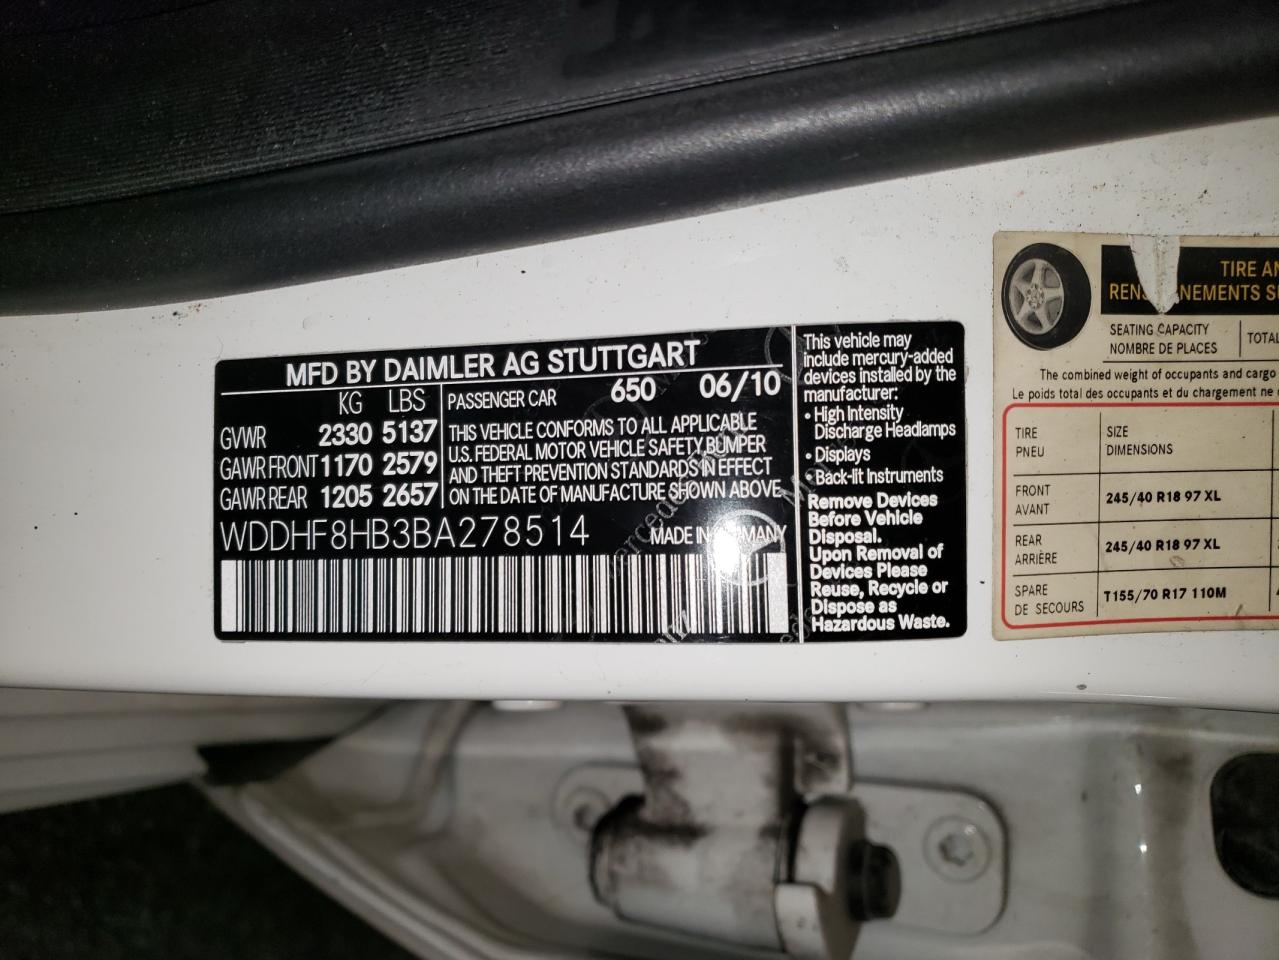 MFD BY DAIMLER AG STUTTGART
KG LBS
GVWR 2330 5137
GAWR FRONT 1170 2579
GAWR REAR 1205 2657
PASSENGER CAR 650 06/10
THIS VEHICLE CONFORMS TO ALL APPLICABLE
U.S. FEDERAL MOTOR VEHICLE SAFETY BUMPER
AND THEFT PREVENTION STANDARDS IN EFFECT
ON THE DATE OF MANUFACTURE SHOWN ABOVE
WDDHF8HB3BA278514
MADE IN GERMANY
This vehicle may
include mercury-added
devices installed by the
manufacturer:
• High Intensity
Discharge Headlamps
• Displays
• Back-lit Instruments
Remove Devices
Before Vehicle
Disposal.
Upon Removal of
Devices Please
Reuse, Recycle or
Dispose as
Hazardous Waste.
TIRE AN
REN NEMENTS S
SEATING CAPACITY
NOMBRE DE PLACES
TOTAL
The combined weight of occupants and cargo
Le poids total des occupants et du chargement ne
TIRE SIZE
PNEU DIMENSIONS
FRONT
AVANT
245/40 R18 97 XL
REAR
ARRIÈRE
245/40 R18 97 XL
SPARE
DE SECOURS
T155/70 R17 110M